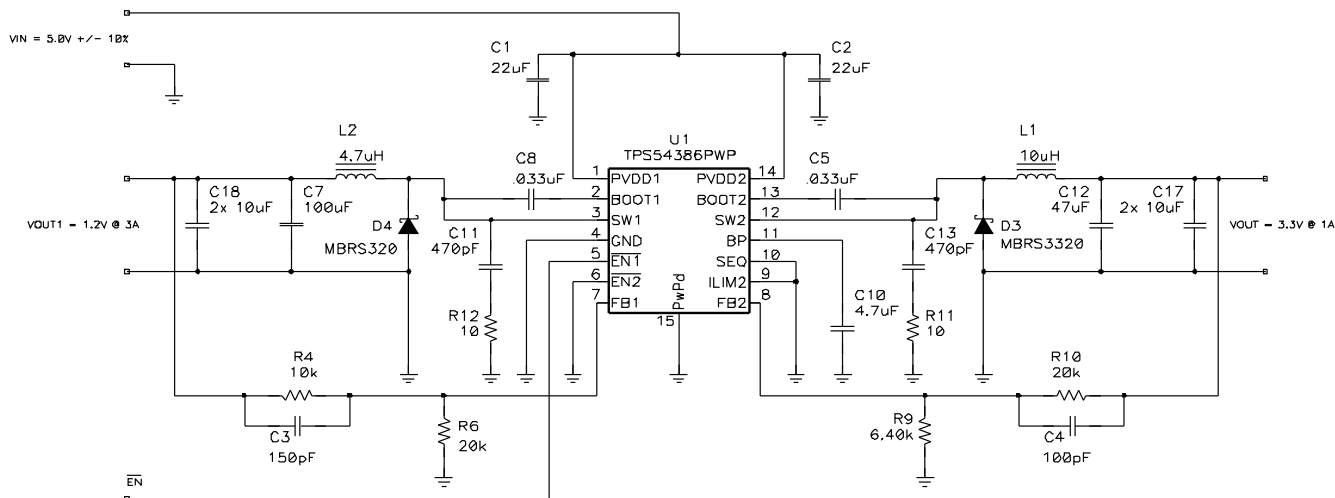 VIN = 5.0V +/- 10%
C1
22uF
C2
22uF
L2
4.7uH
C8
.033uF
U1
TPS54386PWP
C5
.033uF
L1
10uH
1 PVDD1
2 BOOT1
3 SW1
4 GND
5 EN1
6 EN2
7 FB1
PVDD2 14
BOOT2 13
SW2 12
BP 11
SEQ 10
ILIM2 9
FB2 8
PwPd
15
C18
2x 10uF
C7
100uF
D4
MBRS320
C11
470pF
R12
10
VOUT1 = 1.2V @ 3A
C13
470pF
D3
MBRS3320
C12
47uF
C17
2x 10uF
VOUT = 3.3V @ 1A
C10
4.7uF
R11
10
R4
10k
C3
150pF
R6
20k
R9
6.40k
R10
20k
C4
100pF
EN